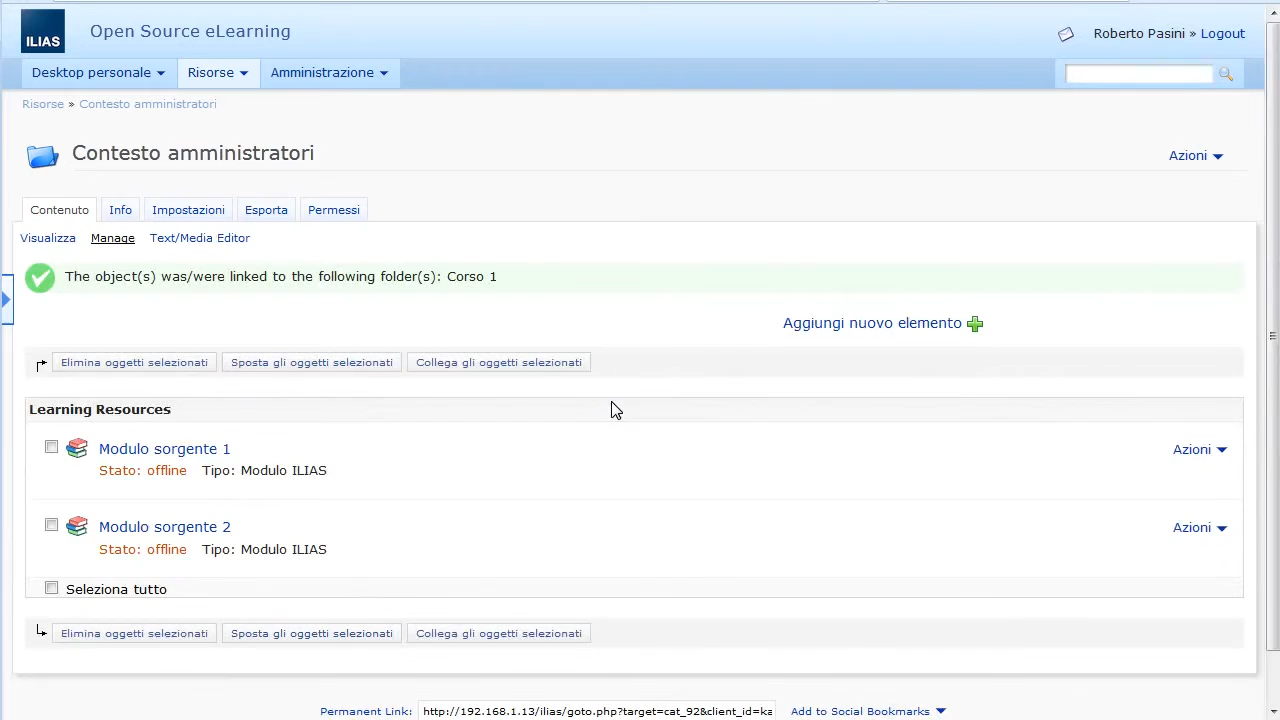 ILIAS
Open Source eLearning
Roberto Pasini » Logout
Desktop personale Risorse Amministrazione
Risorse » Contesto amministratori
Contesto amministratori
Azioni
Contenuto Info Impostazioni Esporta Permessi
Visualizza Manage Text/Media Editor
The object(s) was/were linked to the following folder(s): Corso 1
Aggiungi nuovo elemento
Elimina oggetti selezionati Sposta gli oggetti selezionati Collega gli oggetti selezionati
Learning Resources
Modulo sorgente 1 Azioni
Stato: offline Tipo: Modulo ILIAS
Modulo sorgente 2 Azioni
Stato: offline Tipo: Modulo ILIAS
Seleziona tutto
Elimina oggetti selezionati Sposta gli oggetti selezionati Collega gli oggetti selezionati
Permanent Link: http://192.168.1.13/ilias/goto.php?target=cat_92&client_id=ka Add to Social Bookmarks